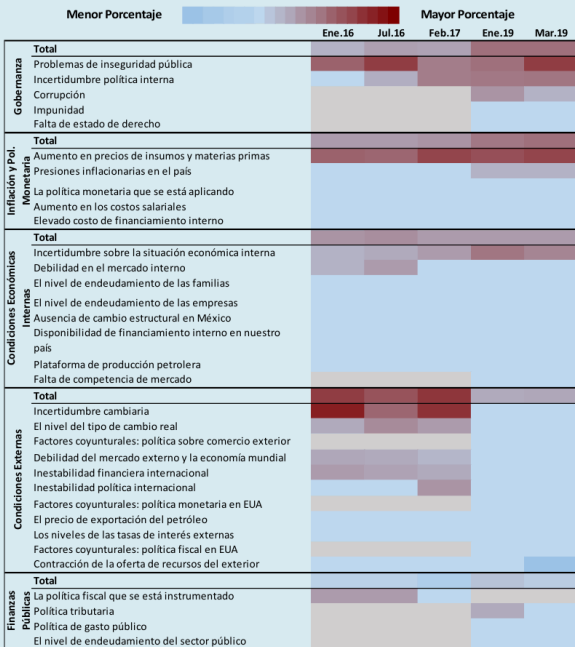 Menor Porcentaje
Mayor Porcentaje
Ene.16 Jul.16 Feb.17 Ene.19 Mar.19
Gobernanza
Total
Problemas de inseguridad pública
Incertidumbre política interna
Corrupción
Impunidad
Falta de estado de derecho
Inflación y Pol.
Monetaria
Total
Aumento en precios de insumos y materias primas
Presiones inflacionarias en el país
La política monetaria que se está aplicando
Aumento en los costos salariales
Elevado costo de financiamiento interno
Condiciones Económicas
Internas
Total
Incertidumbre sobre la situación económica interna
Debilidad en el mercado interno
El nivel de endeudamiento de las familias
El nivel de endeudamiento de las empresas
Ausencia de cambio estructural en México
Disponibilidad de financiamiento interno en nuestro
país
Plataforma de producción petrolera
Falta de competencia de mercado
Condiciones Externas
Total
Incertidumbre cambiaria
El nivel del tipo de cambio real
Factores coyunturales: política sobre comercio exterior
Debilidad del mercado externo y la economía mundial
Inestabilidad financiera internacional
Inestabilidad política internacional
Factores coyunturales: política monetaria en EUA
El precio de exportación del petróleo
Los niveles de las tasas de interés externas
Factores coyunturales: política fiscal en EUA
Contracción de la oferta de recursos del exterior
Finanzas
Públicas
Total
La política fiscal que se está instrumentado
Política tributaria
Política de gasto público
El nivel de endeudamiento del sector público